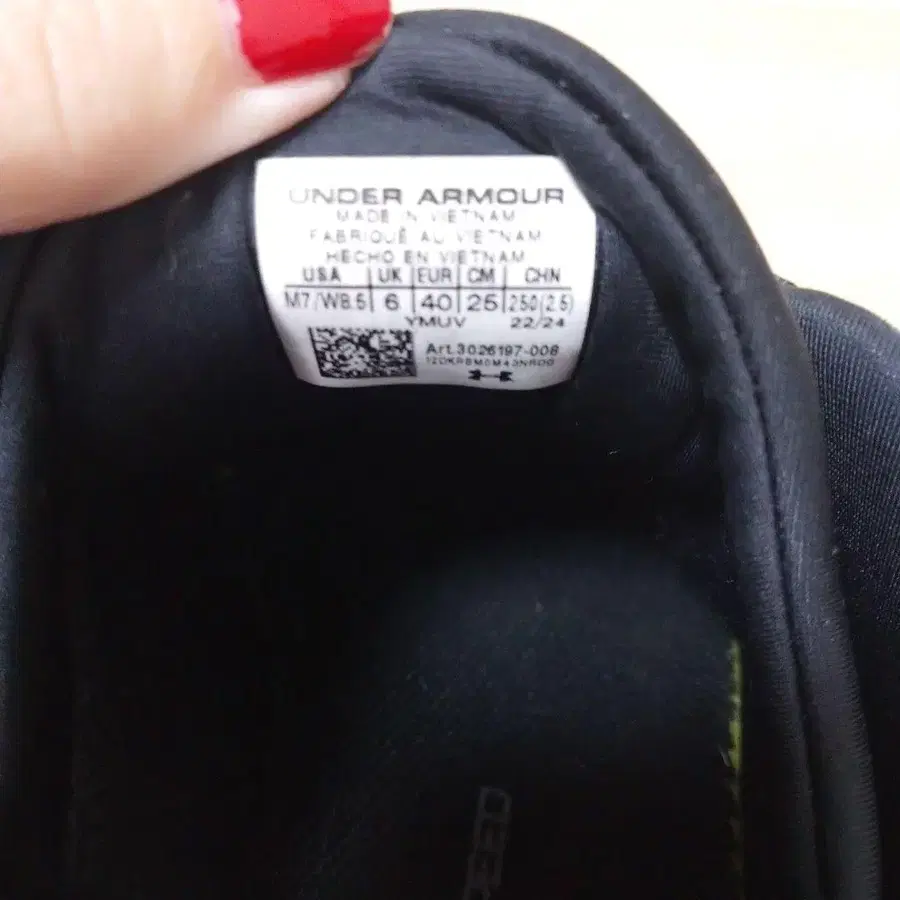 UNDER ARMOUR
MADE IN VIETNAM
FABRIQUÉ AU VIETNAM
HECHO EN VIETNAM
USA UK EUR CM CHN
M7/W8.5 6 40 25 250(2.5)
YMUV 22/24
Art.3026197-008